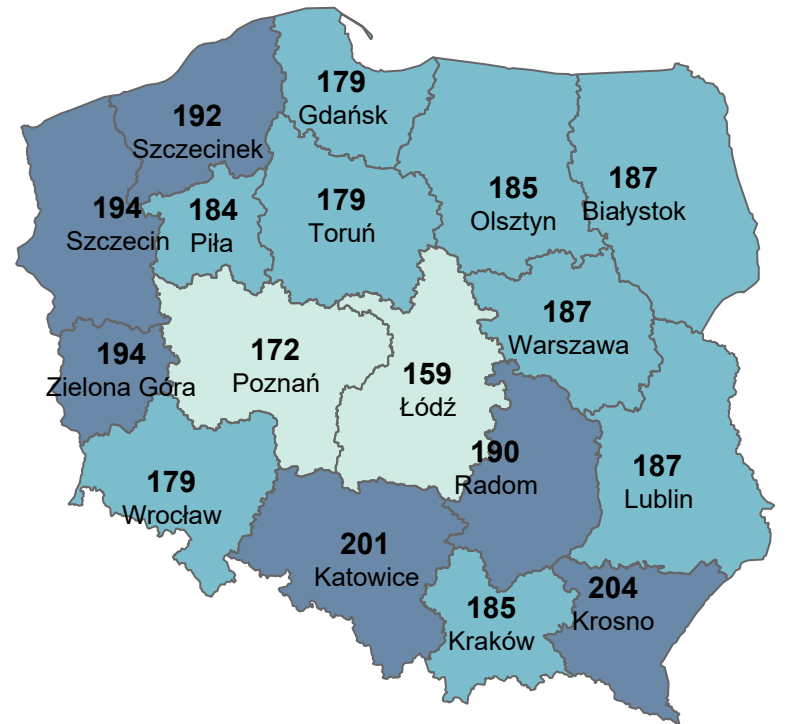 179
Gdańsk
192
Szczecinek
187
Białystok
185
Olsztyn
179
Toruń
184
Piła
194
Szczecin
187
Warszawa
194
Zielona Góra
172
Poznań
159
Łódź
190
Radom
187
Lublin
179
Wrocław
201
Katowice
204
Krosno
185
Kraków